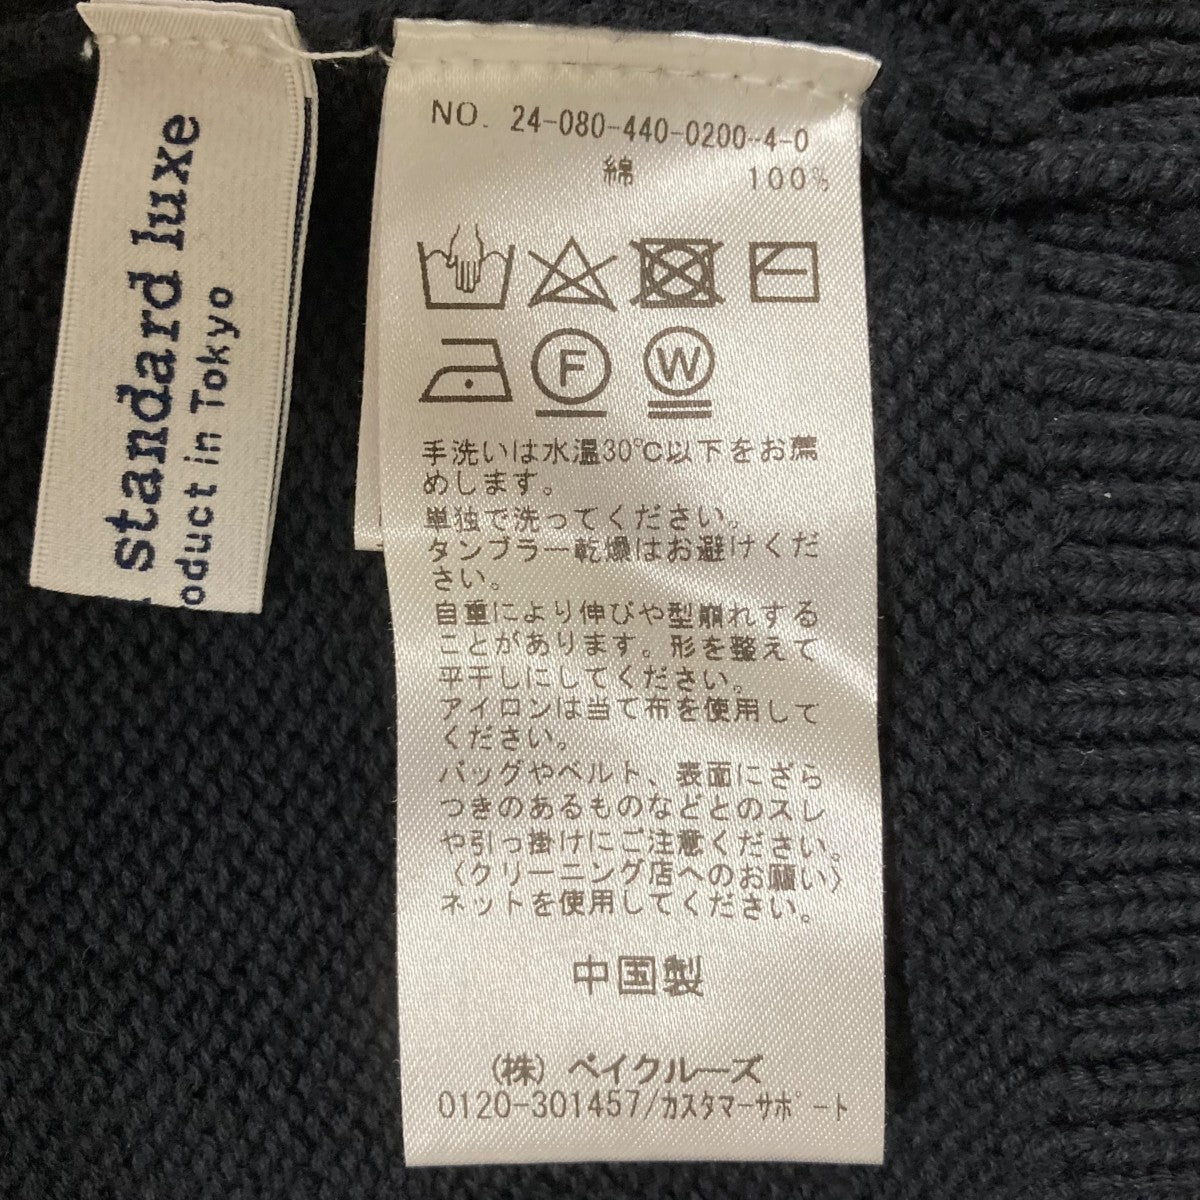 standard luxe
oduct in Tokyo
NO. 24-080-440-0200-4-0
綿 100%
F W
手洗いは水温30℃以下をお薦
めします。
単独で洗ってください。
タンブラー乾燥はお避けくだ
さい。
自重により伸びや型崩れする
ことがあります。形を整えて
平干しにしてください。
アイロンは当て布を使用して
ください。
バッグやベルト、表面にざら
つきのあるものなどとのスレ
や引っ掛けにご注意ください。
〈クリーニング店へのお願い〉
ネットを使用してください。
中国製
(株) ベイクルーズ
0120-301457/カスタマーサポート